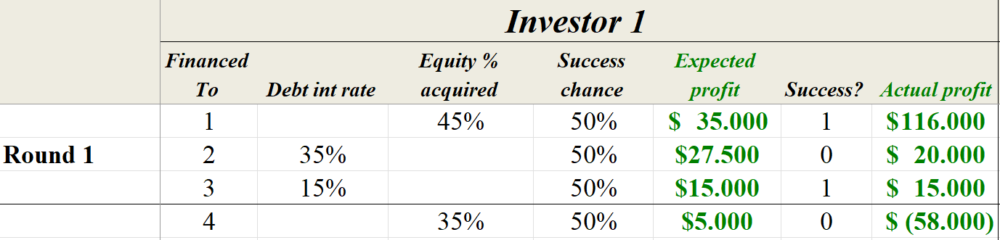 Investor 1
Financed To Debt int rate Equity % acquired Success chance Expected profit Success? Actual profit
1 45% 50% $ 35.000 1 $116.000
Round 1 2 35% 50% $27.500 0 $ 20.000
3 15% 50% $15.000 1 $ 15.000
4 35% 50% $5.000 0 $ (58.000)